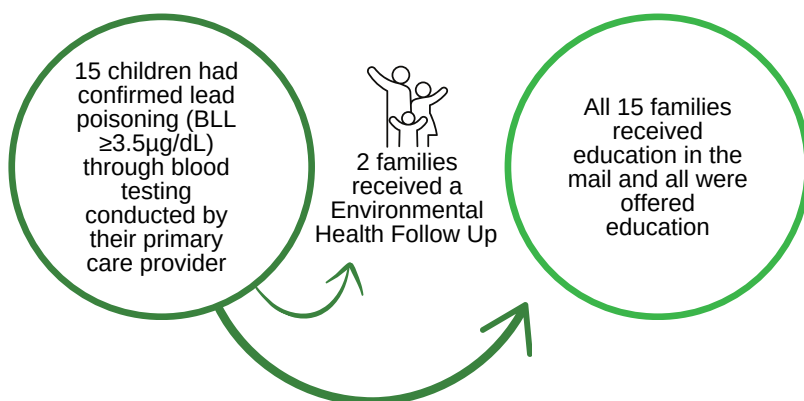 15 children had
confirmed lead
poisoning (BLL
≥3.5µg/dL)
through blood
testing
conducted by
their primary
care provider
2 families
received a
Environmental
Health Follow Up
All 15 families
received
education in the
mail and all were
offered
education